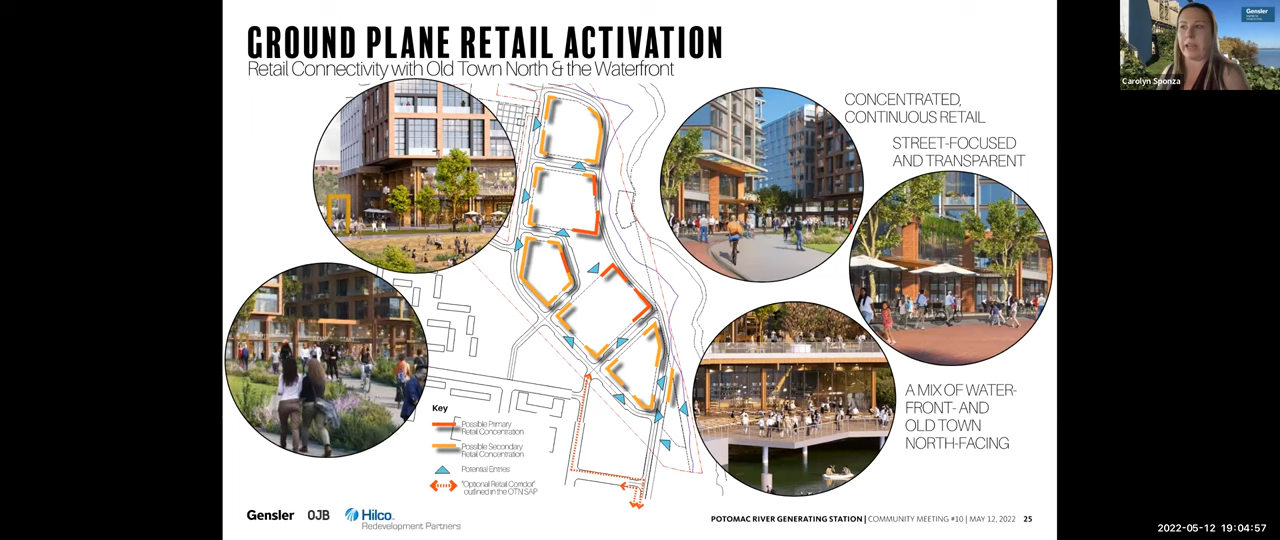 GROUND PLANE RETAIL ACTIVATION
Retail Connectivity with Old Town North & the Waterfront
CONCENTRATED,
CONTINUOUS RETAIL
STREET-FOCUSED
AND TRANSPARENT
A MIX OF WATER-
FRONT- AND
OLD TOWN
NORTH-FACING
Key
Possible Primary
Retail Concentration
Possible Secondary
Retail Concentration
Potential Entries
"Optional Retail Corridor"
outlined in the OTN SAP
Gensler OJB Hilco
Redevelopment Partners
POTOMAC RIVER GENERATING STATION | COMMUNITY MEETING #10 | MAY 12, 2022 25
Gensler
Carolyn Sponza
2022-05-12 19:04:57